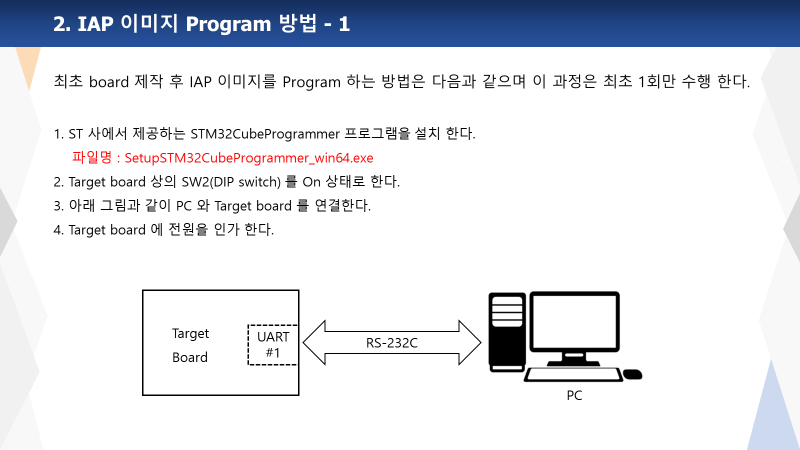 2. IAP 이미지 Program 방법 - 1
최초 board 제작 후 IAP 이미지를 Program 하는 방법은 다음과 같으며 이 과정은 최초 1회만 수행 한다.
1. ST 사에서 제공하는 STM32CubeProgrammer 프로그램을 설치 한다.
파일명 : SetupSTM32CubeProgrammer_win64.exe
2. Target board 상의 SW2(DIP switch) 를 On 상태로 한다.
3. 아래 그림과 같이 PC 와 Target board 를 연결한다.
4. Target board 에 전원을 인가 한다.
Target
Board
UART
#1
RS-232C
PC